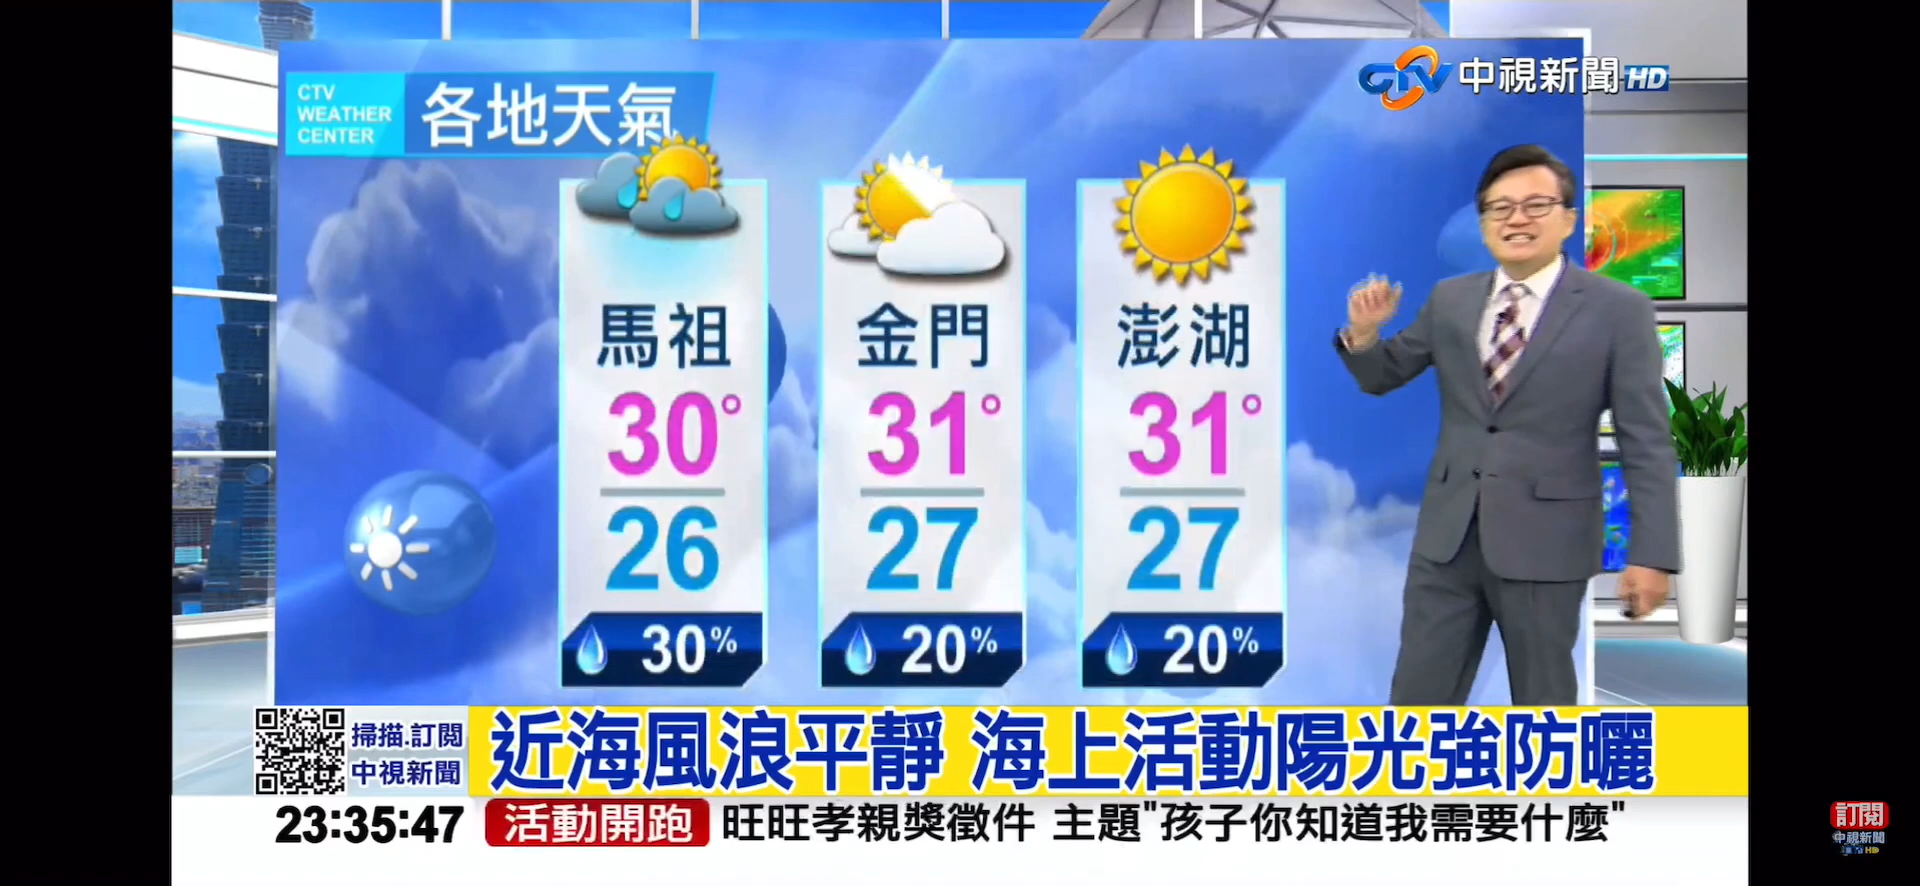 CTV
WEATHER
CENTER
各地天氣
CTV 中視新聞 HD
馬祖
30°
26
30%
金門
31°
27
20%
澎湖
31°
27
20%
掃描.訂閱
中視新聞
近海風浪平靜 海上活動陽光強防曬
23:35:47
活動開跑
旺旺孝親獎徵件 主題"孩子你知道我需要什麼"
訂閱
中視新聞
HD